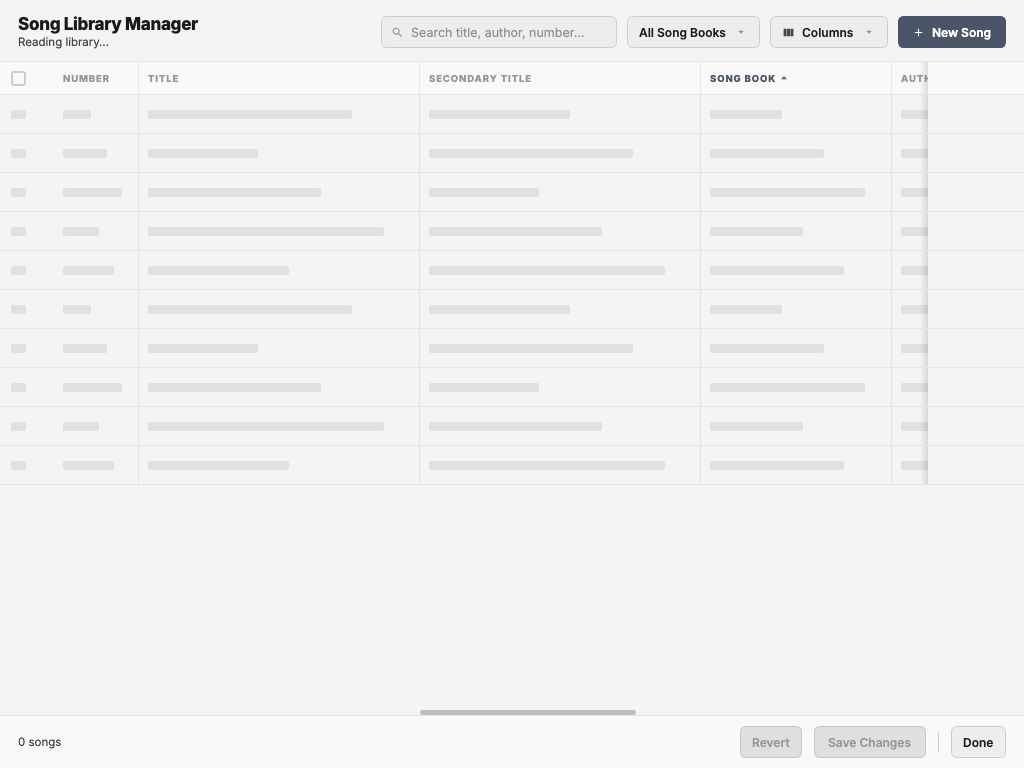 Song Library Manager
Reading library...
Search title, author, number...
All Song Books
Columns
New Song
NUMBER
TITLE
SECONDARY TITLE
SONG BOOK
AUTH
0 songs
Revert
Save Changes
Done